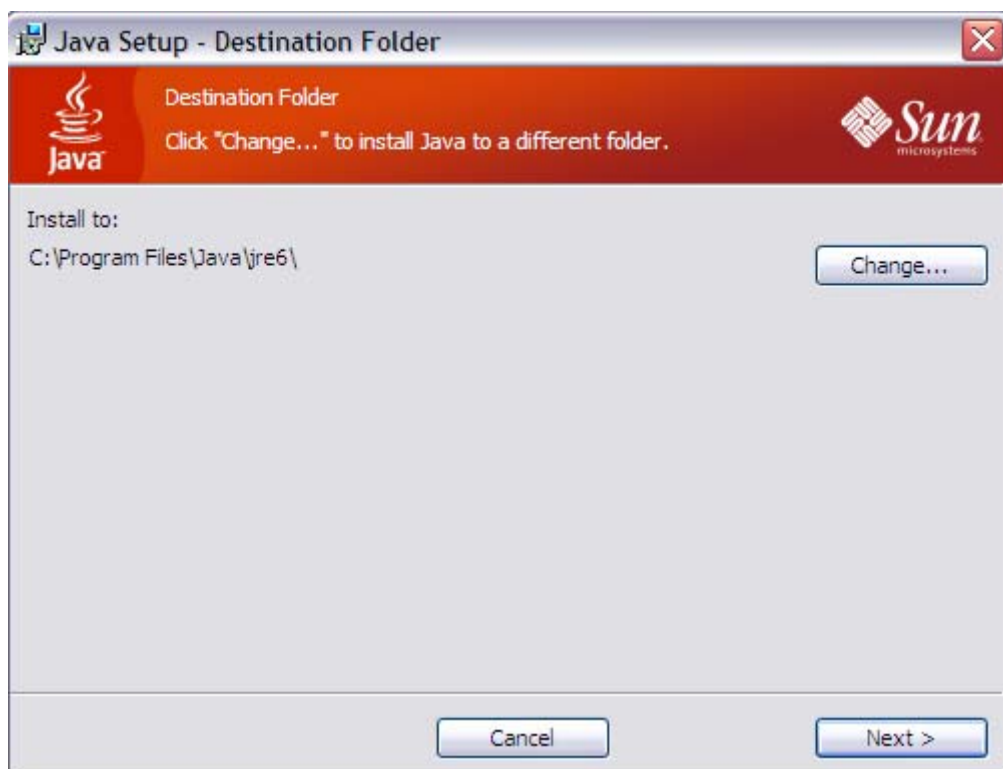 Java Setup - Destination Folder
Java
Destination Folder
Click "Change..." to install Java to a different folder.
Sun
microsystems
Install to:
C:\Program Files\Java\jre6\
Change...
Cancel
Next >